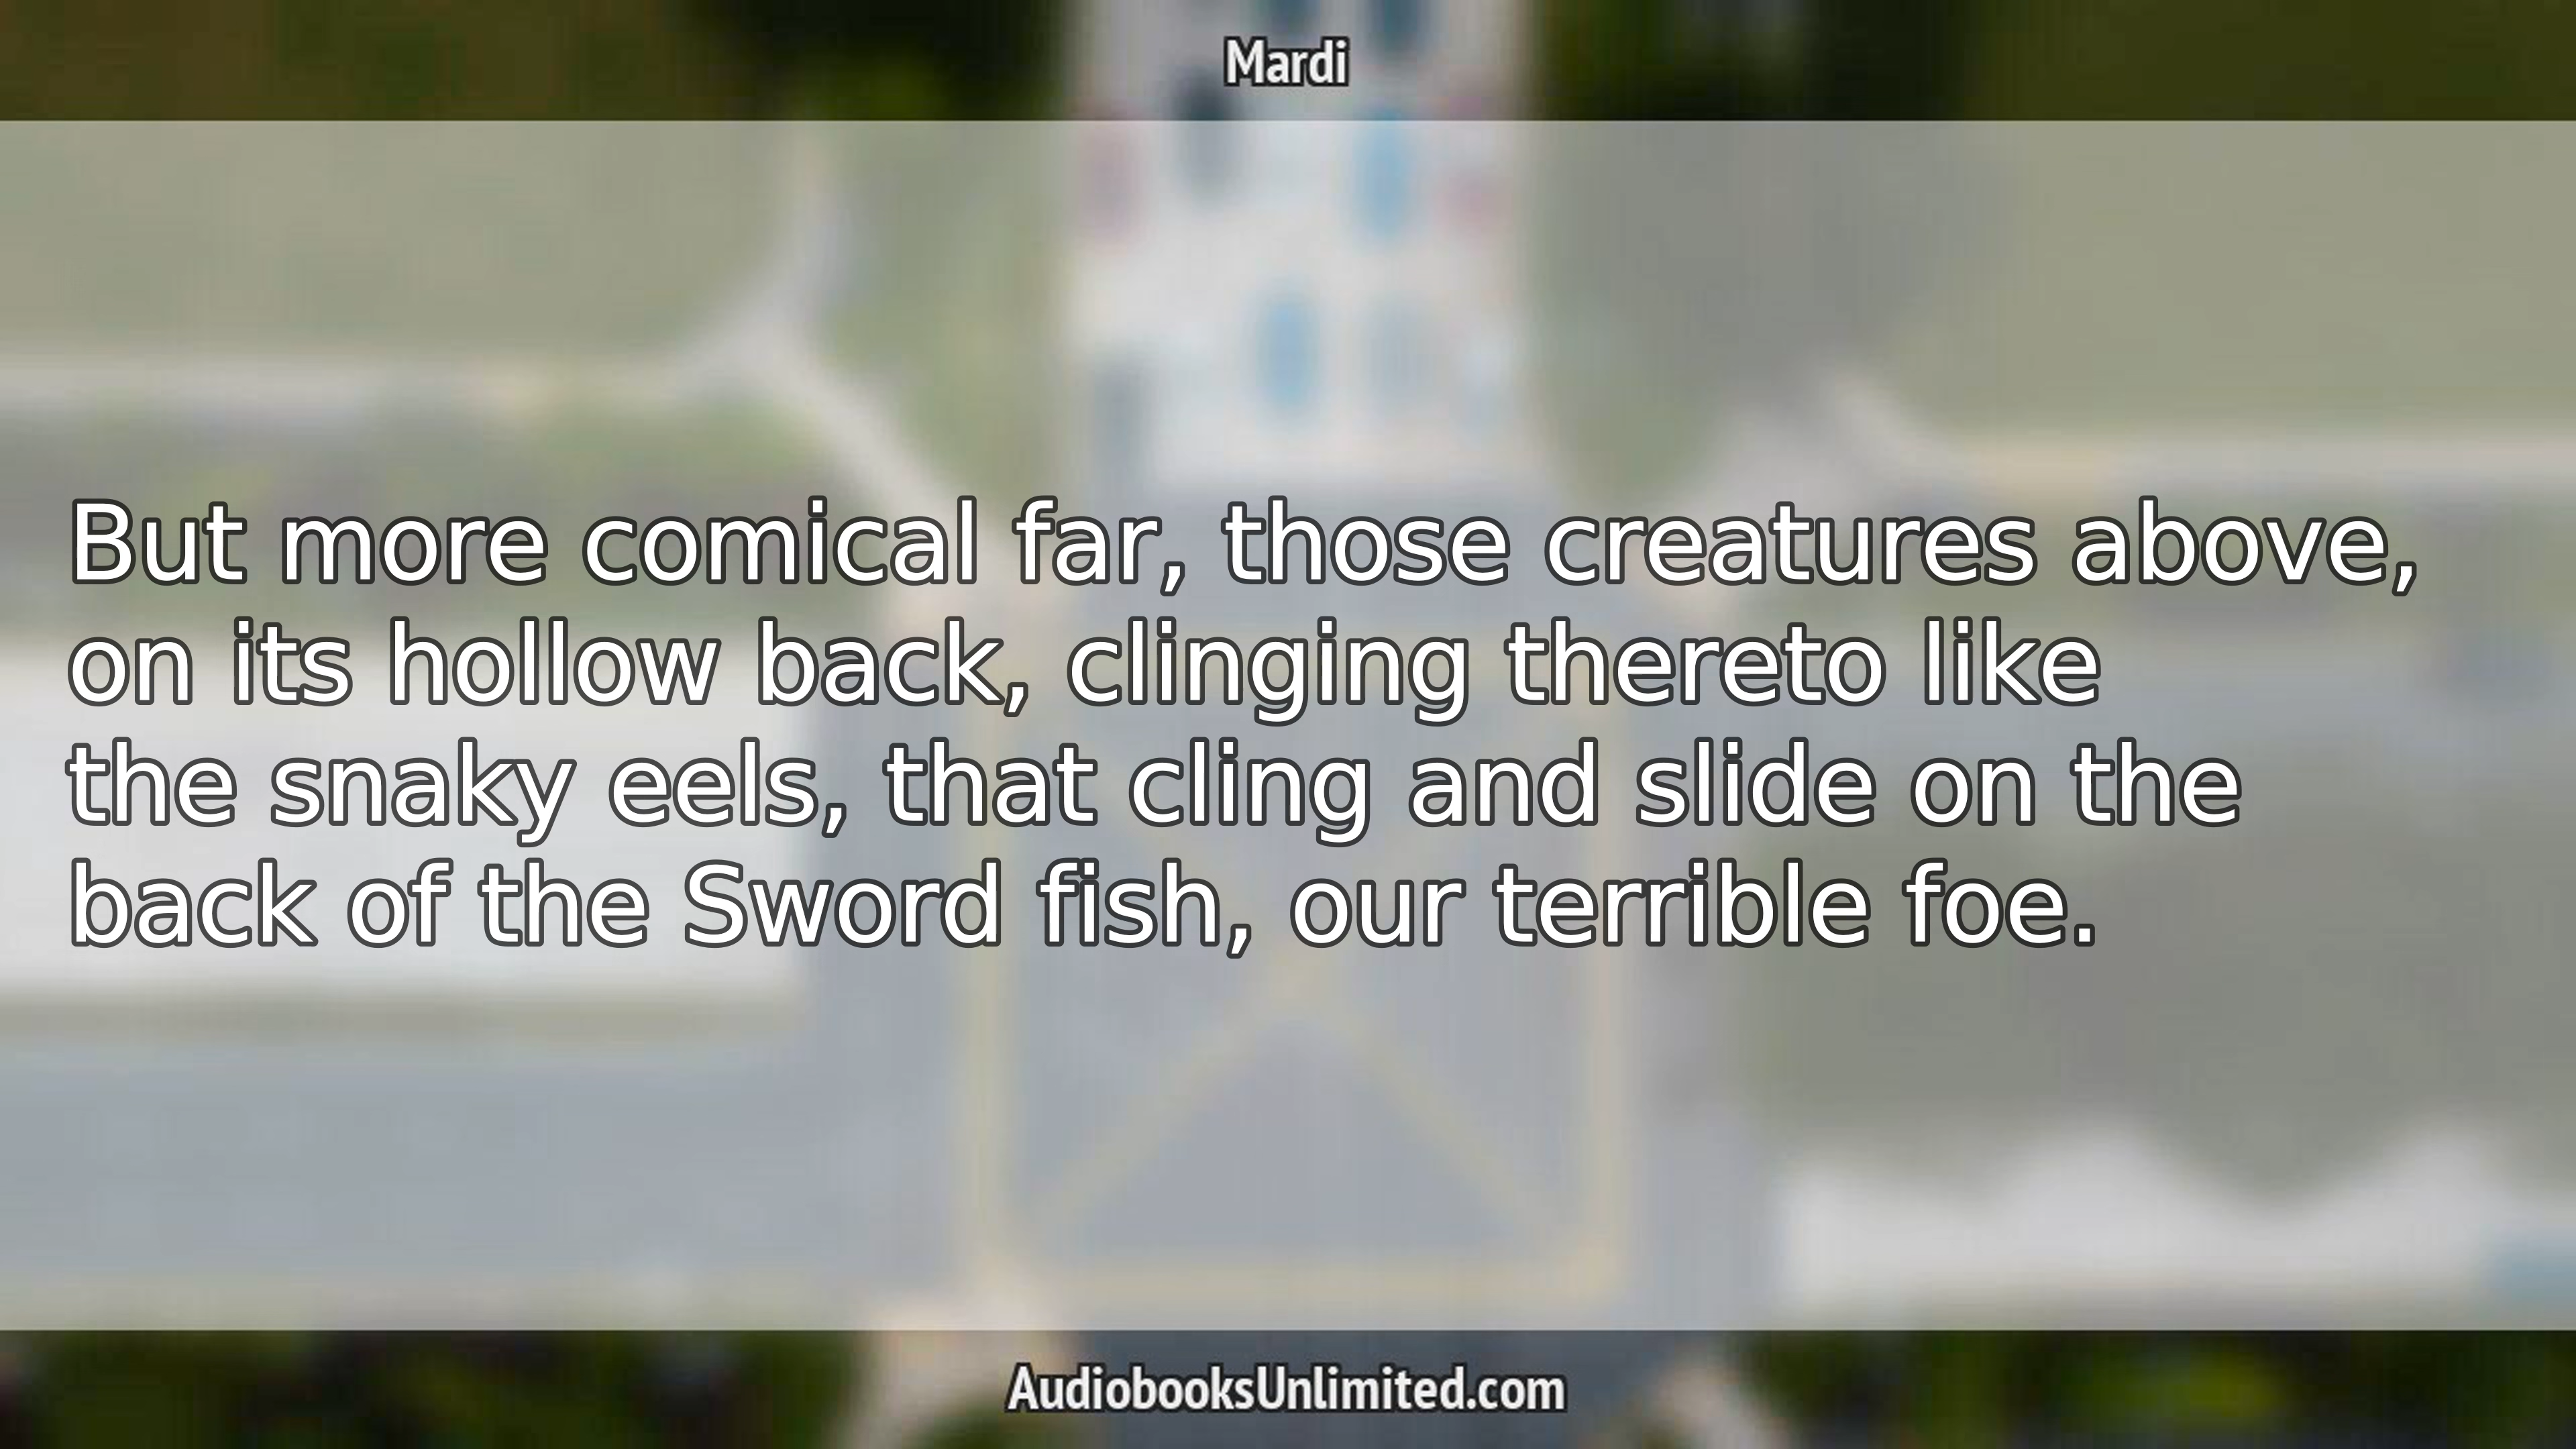 Mardi
But more comical far, those creatures above,
on its hollow back, clinging thereto like
the snaky eels, that cling and slide on the
back of the Sword fish, our terrible foe.
AudiobooksUnlimited.com